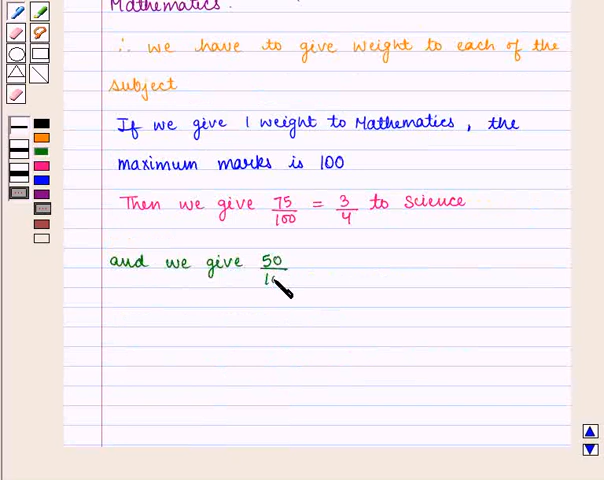 Mathematics.
∴ we have to give weight to each of the
subject
If we give 1 weight to Mathematics, the
maximum marks is 100
Then we give 75/100 = 3/4 to Science
and we give 50/10